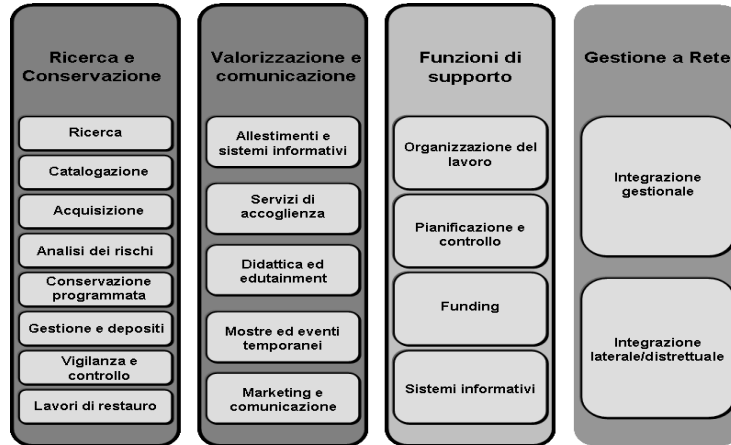 Ricerca e
Conservazione
Ricerca
Catalogazione
Acquisizione
Analisi dei rischi
Conservazione
programmata
Gestione e depositi
Vigilanza e
controllo
Lavori di restauro
Valorizzazione e
comunicazione
Allestimenti e
sistemi informativi
Servizi di
accoglienza
Didattica ed
edutainment
Mostre ed eventi
temporanei
Marketing e
comunicazione
Funzioni di
supporto
Organizzazione del
lavoro
Pianificazione e
controllo
Funding
Sistemi informativi
Gestione a Rete
Integrazione
gestionale
Integrazione
laterale/distrettuale